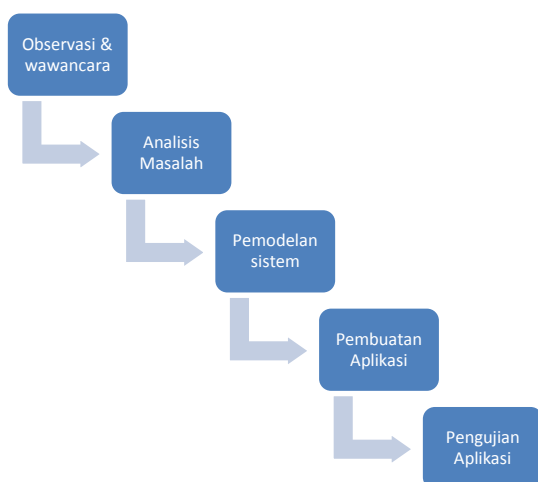 Observasi &
wawancara
Analisis
Masalah
Pemodelan
sistem
Pembuatan
Aplikasi
Pengujian
Aplikasi